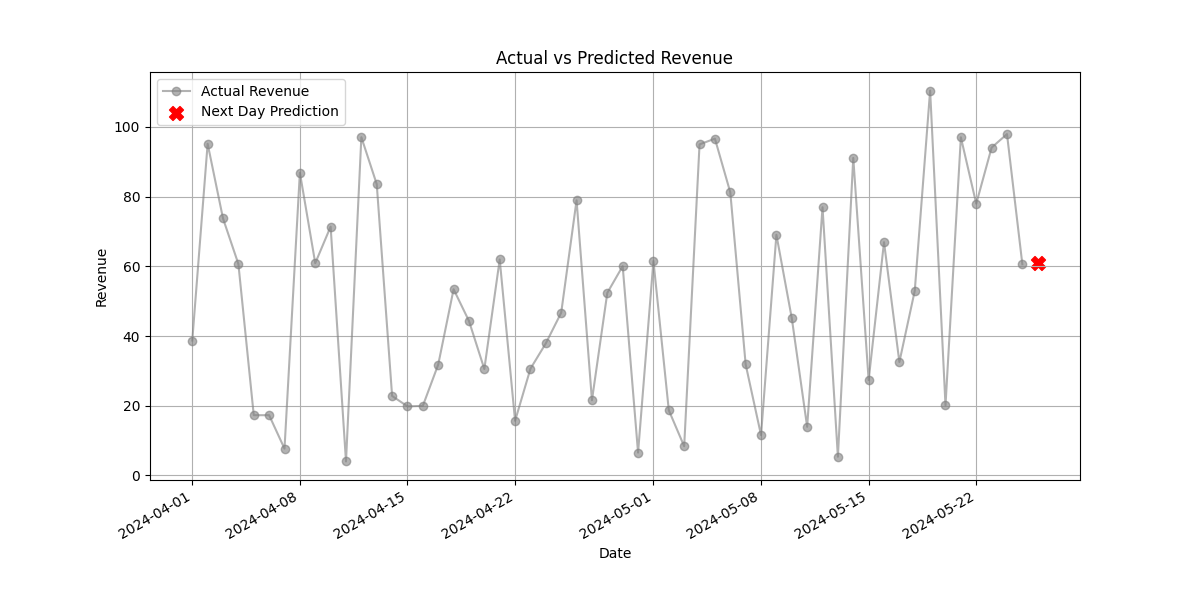 Actual vs Predicted Revenue
Actual Revenue
Next Day Prediction
100
80
60
40
20
0
Revenue
2024-04-01
2024-04-08
2024-04-15
2024-04-22
2024-05-01
2024-05-08
2024-05-15
2024-05-22
Date